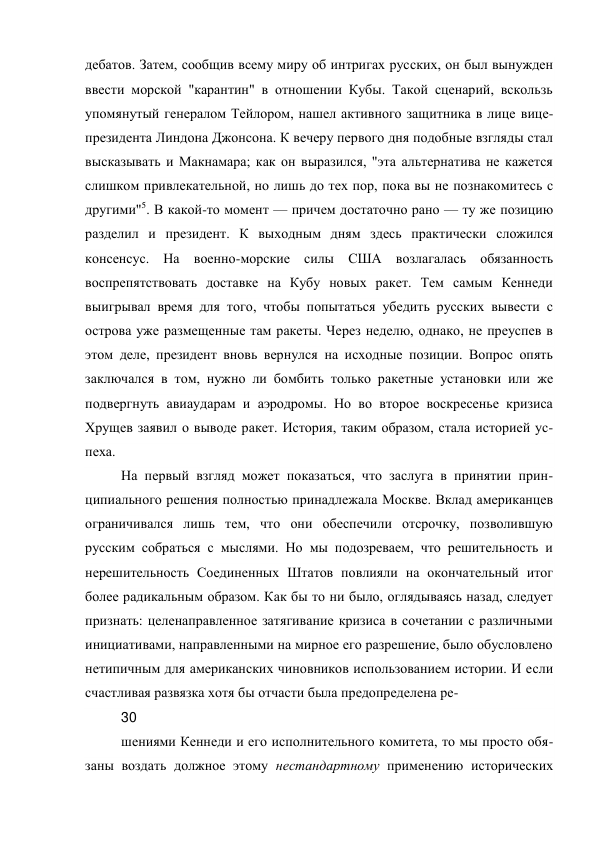 дебатов. Затем, сообщив всему миру об интригах русских, он был вынужден
ввести морской "карантин" в отношении Кубы. Такой сценарий, вскользь
упомянутый генералом Тейлором, нашел активного защитника в лице вице-
президента Линдона Джонсона. К вечеру первого дня подобные взгляды стал
высказывать и Макнамара; как он выразился, "эта альтернатива не кажется
слишком привлекательной, но лишь до тех пор, пока вы не познакомитесь с
другими"5. В какой-то момент — причем достаточно рано — ту же позицию
разделил и президент. К выходным дням здесь практически сложился
консенсус. На военно-морские силы США возлагалась обязанность
воспрепятствовать доставке на Кубу новых ракет. Тем самым Кеннеди
выигрывал время для того, чтобы попытаться убедить русских вывести с
острова уже размещенные там ракеты. Через неделю, однако, не преуспев в
этом деле, президент вновь вернулся на исходные позиции. Вопрос опять
заключался в том, нужно ли бомбить только ракетные установки или же
подвергнуть авиаударам и аэродромы. Но во второе воскресенье кризиса
Хрущев заявил о выводе ракет. История, таким образом, стала историей ус-
пеха.
На первый взгляд может показаться, что заслуга в принятии прин-
ципиального решения полностью принадлежала Москве. Вклад американцев
ограничивался лишь тем, что они обеспечили отсрочку, позволившую
русским собраться с мыслями. Но мы подозреваем, что решительность и
нерешительность Соединенных Штатов повлияли на окончательный итог
более радикальным образом. Как бы то ни было, оглядываясь назад, следует
признать: целенаправленное затягивание кризиса в сочетании с различными
инициативами, направленными на мирное его разрешение, было обусловлено
нетипичным для американских чиновников использованием истории. И если
счастливая развязка хотя бы отчасти была предопределена ре-
30
шениями Кеннеди и его исполнительного комитета, то мы просто обя-
заны воздать должное этому нестандартному применению исторических